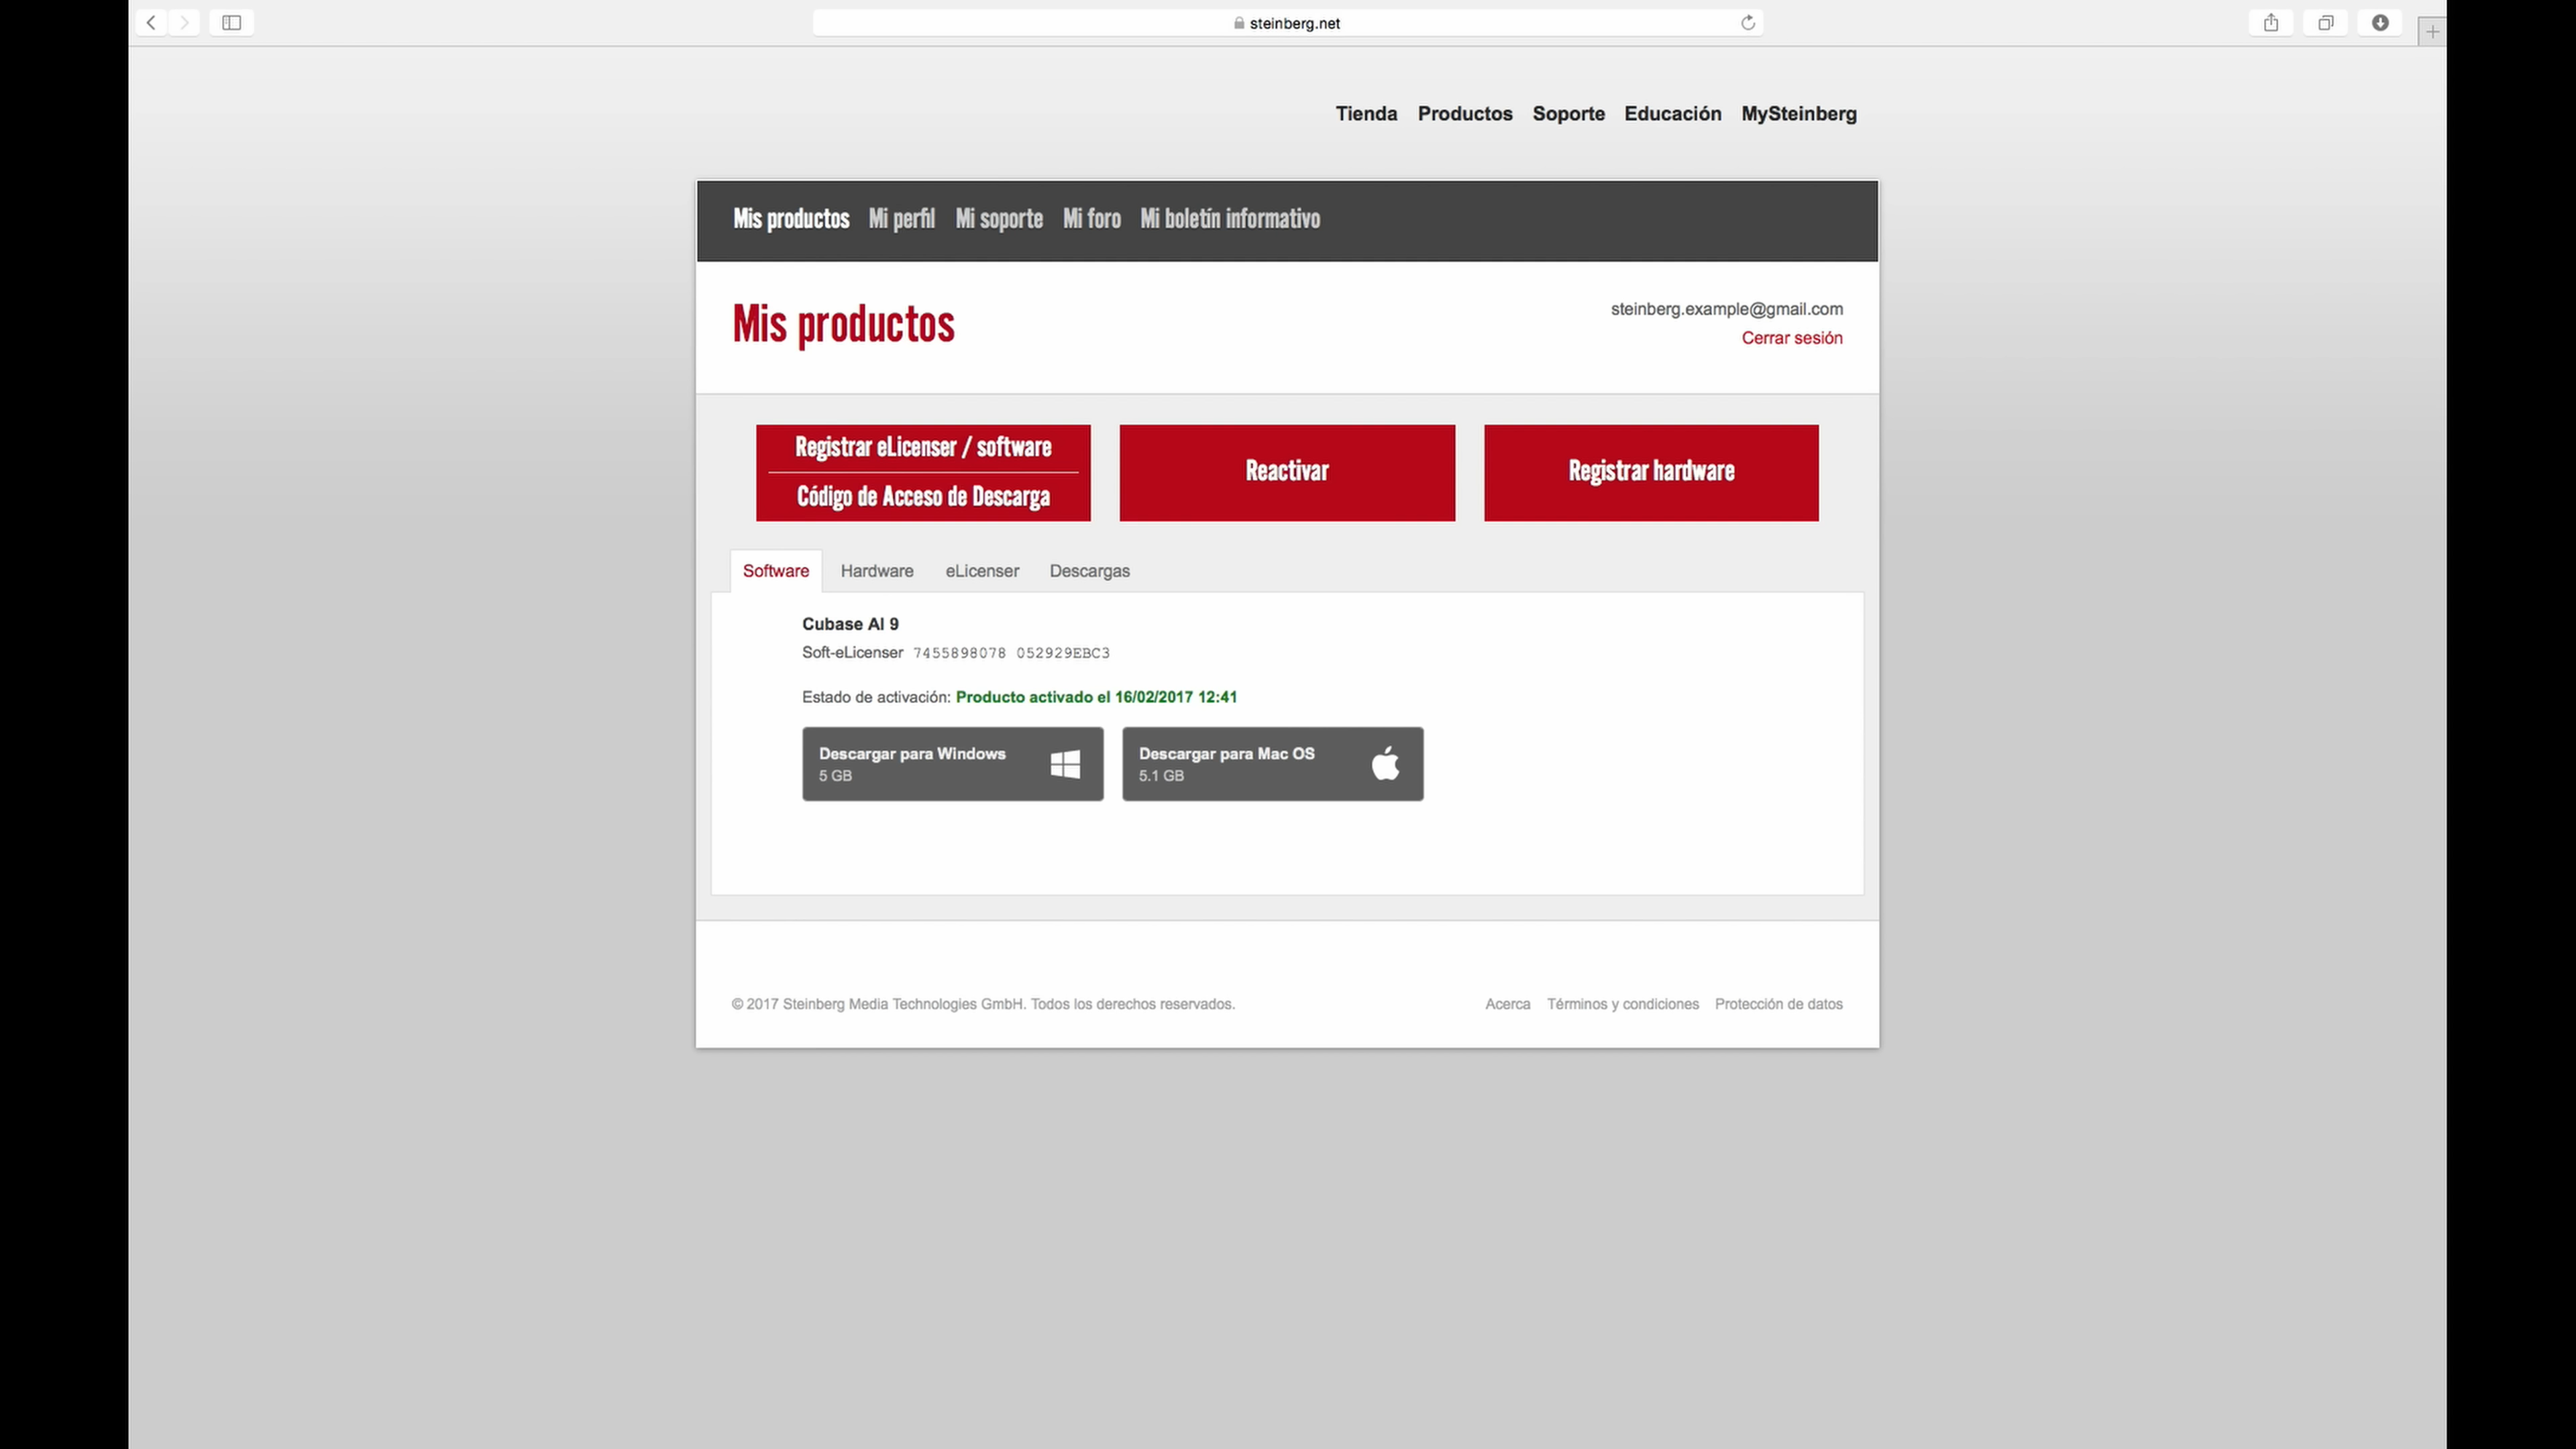 steinberg.net
Tienda Productos Soporte Educación MySteinberg
Mis productos Mi perfil Mi soporte Mi foro Mi boletín informativo
Mis productos
steinberg.example@gmail.com
Cerrar sesión
Registrar eLicenser / software
Código de Acceso de Descarga
Reactivar
Registrar hardware
Software Hardware eLicenser Descargas
Cubase AI 9
Soft-eLicenser 7455898078 052929EBC3
Estado de activación: Producto activado el 16/02/2017 12:41
Descargar para Windows
5 GB
Descargar para Mac OS
5.1 GB
© 2017 Steinberg Media Technologies GmbH. Todos los derechos reservados.
Acerca Términos y condiciones Protección de datos